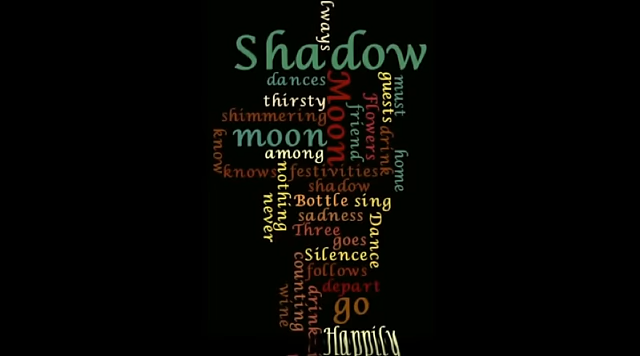 lways
Shadow
dances
Moon
guests
must
thirsty
Flowers
shimmering
friend
moon
drink
know
among
home
knows
festivities
nothing
shadow
never
Bottle
sing
sadness
Dance
Three
goes
Silence
counting
follows
wine
drink
depart
go
Happily